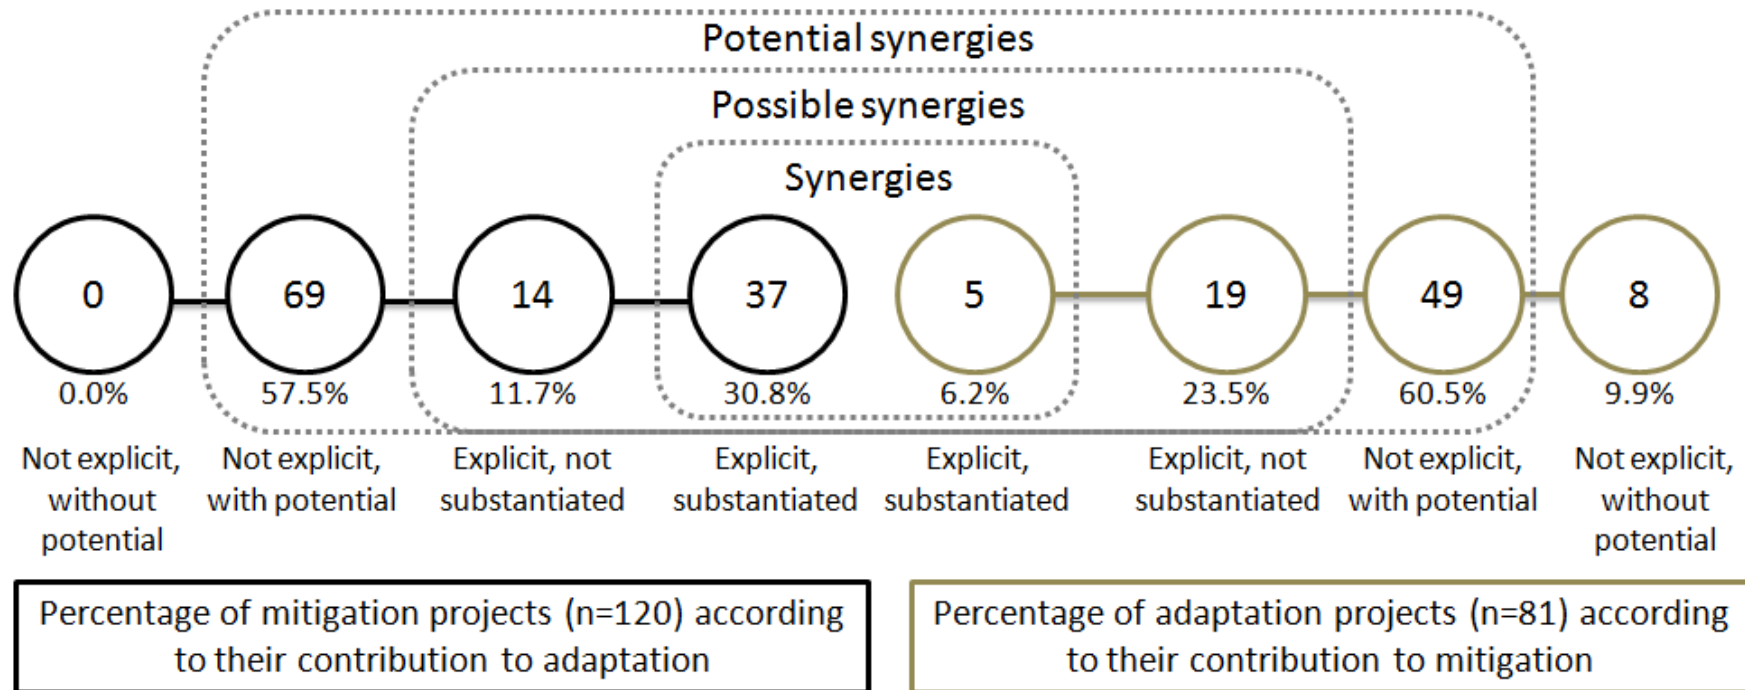 Potential synergies
Possible synergies
Synergies
0
69
14
37
5
19
49
8
0.0%
57.5%
11.7%
30.8%
6.2%
23.5%
60.5%
9.9%
Not explicit,
without
potential
Not explicit,
with potential
Explicit, not
substantiated
Explicit,
substantiated
Explicit,
substantiated
Explicit, not
substantiated
Not explicit,
with potential
Not explicit,
without
potential
Percentage of mitigation projects (n=120) according
to their contribution to adaptation
Percentage of adaptation projects (n=81) according
to their contribution to mitigation